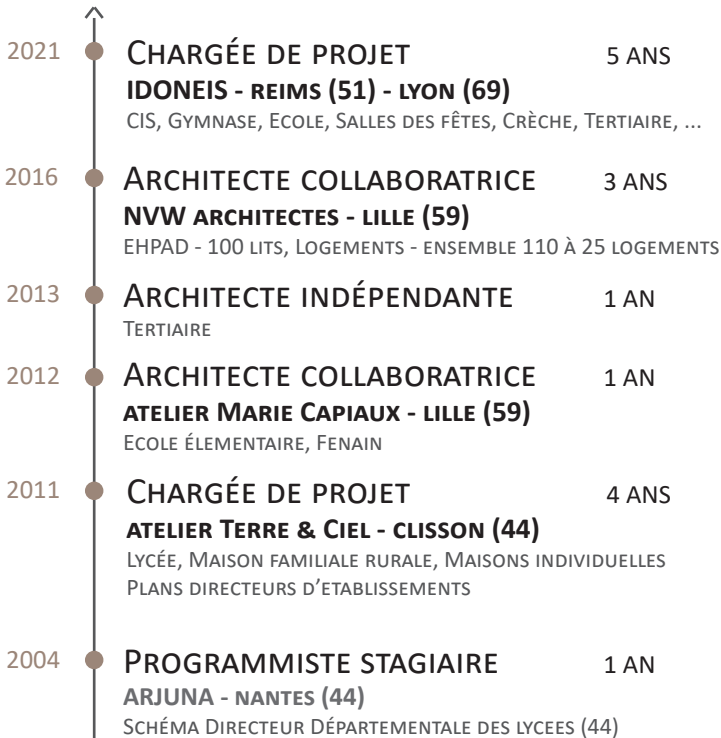 2021 Chargée de projet 5 ans
IDONEIS - reims (51) - lyon (69)
CIS, Gymnase, Ecole, Salles des fêtes, Crèche, Tertiaire, ...
2016 Architecte collaboratrice 3 ans
NVW architectes - lille (59)
EHPAD - 100 lits, Logements - ensemble 110 à 25 logements
2013 Architecte indépendante 1 an
Tertiaire
2012 Architecte collaboratrice 1 an
atelier Marie Capiaux - lille (59)
Ecole élementaire, Fenain
2011 Chargée de projet 4 ans
atelier Terre & Ciel - clisson (44)
Lycée, Maison familiale rurale, Maisons individuelles
Plans directeurs d'etablissements
2004 Programmiste stagiaire 1 an
ARJUNA - nantes (44)
Schéma Directeur Départementale des lycees (44)